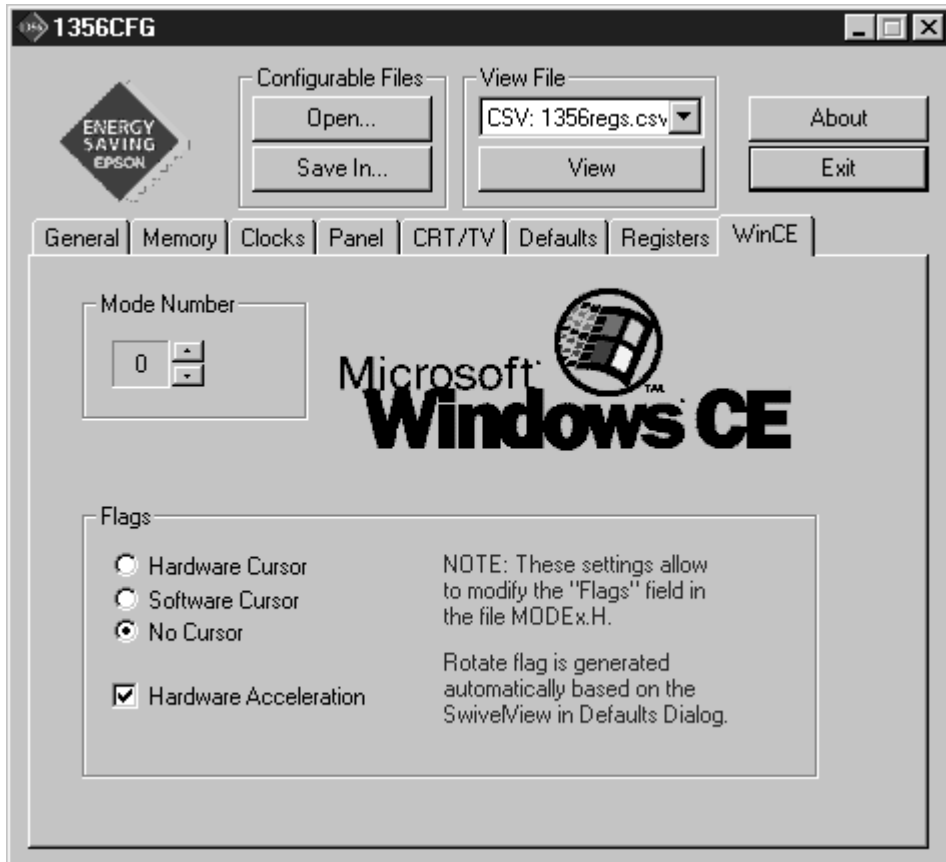 1356CFG
ENERGY
SAVING
EPSON
Configurable Files
Open...
Save In...
View File
CSV: 1356regs.csv
View
About
Exit
General Memory Clocks Panel CRT/TV Defaults Registers WinCE
Mode Number
0
Microsoft
Windows CE
TM
Flags
Hardware Cursor
Software Cursor
No Cursor
Hardware Acceleration
NOTE: These settings allow
to modify the "Flags" field in
the file MODEx.H.
Rotate flag is generated
automatically based on the
SwivelView in Defaults Dialog.